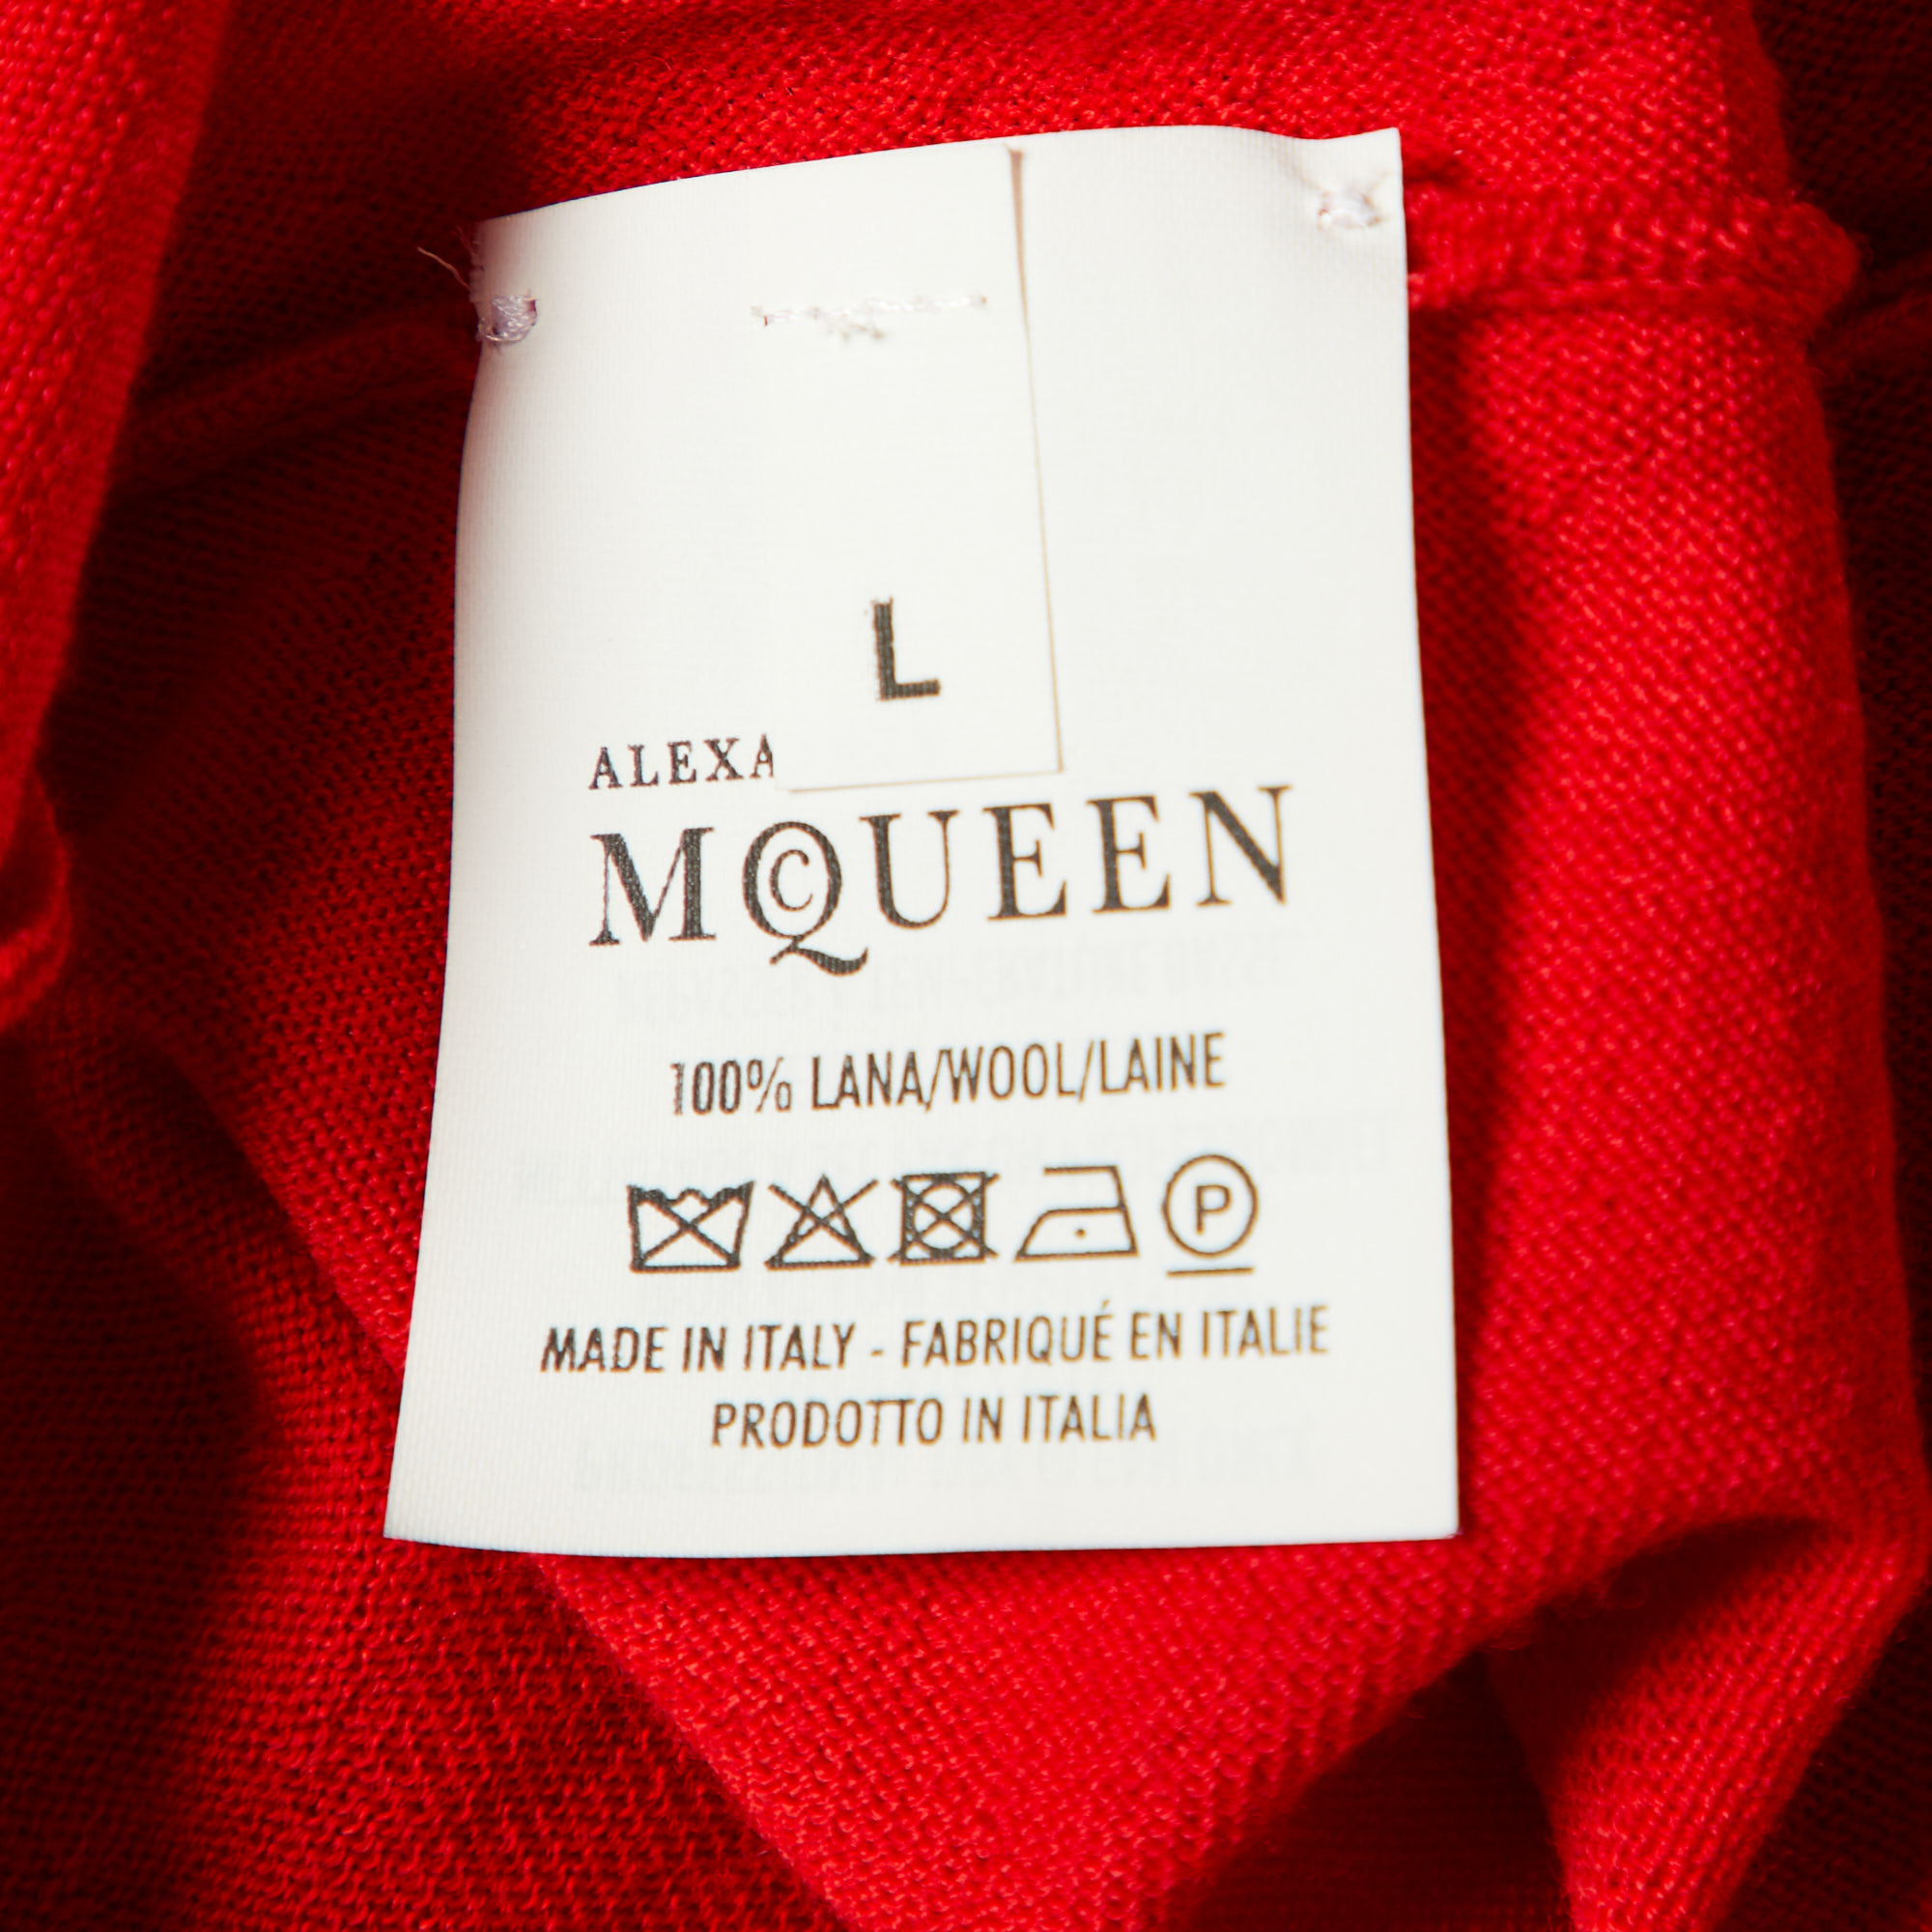 L
ALEXA
MQUEEN
100% LANA/WOOL/LAINE
P
MADE IN ITALY - FABRIQUÉ EN ITALIE
PRODOTTO IN ITALIA